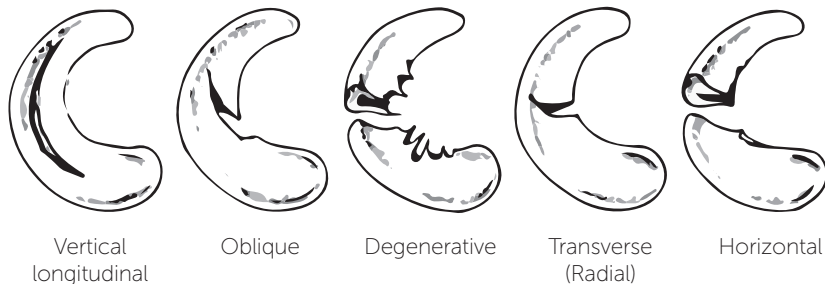 Vertical
longitudinal
Oblique
Degenerative
Transverse
(Radial)
Horizontal